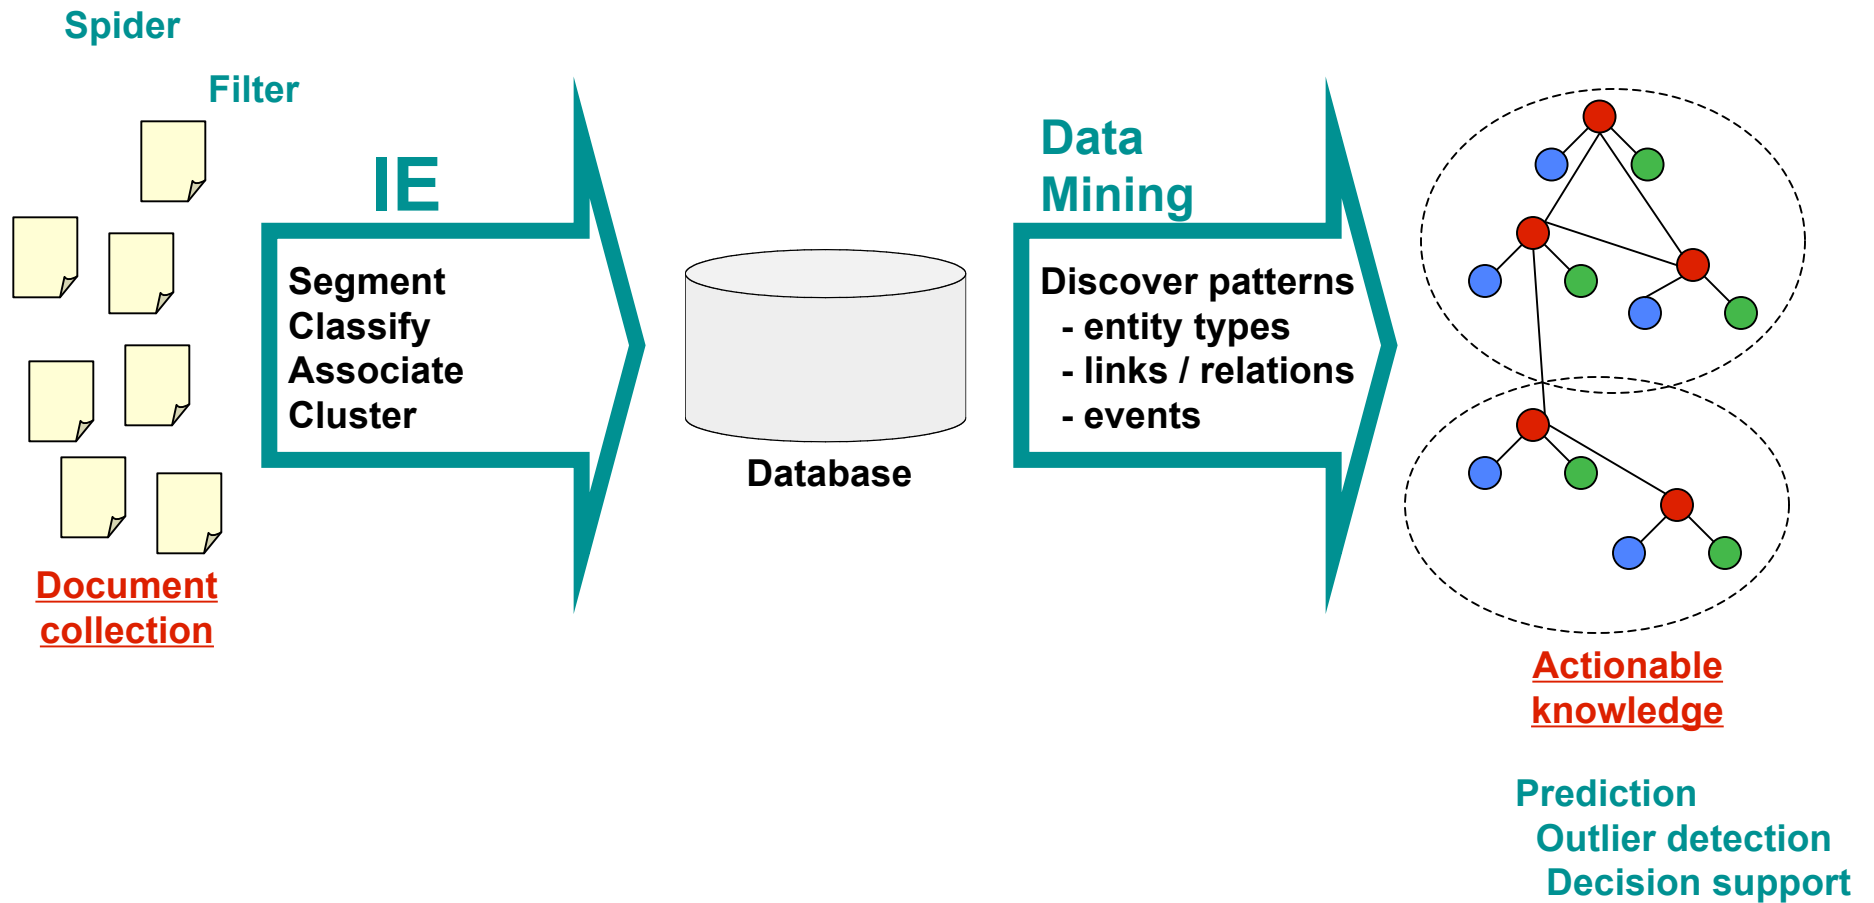 Spider
Filter
IE
Segment
Classify
Associate
Cluster
Document
collection
Database
Data
Mining
Discover patterns
- entity types
- links / relations
- events
Actionable
knowledge
Prediction
Outlier detection
Decision support